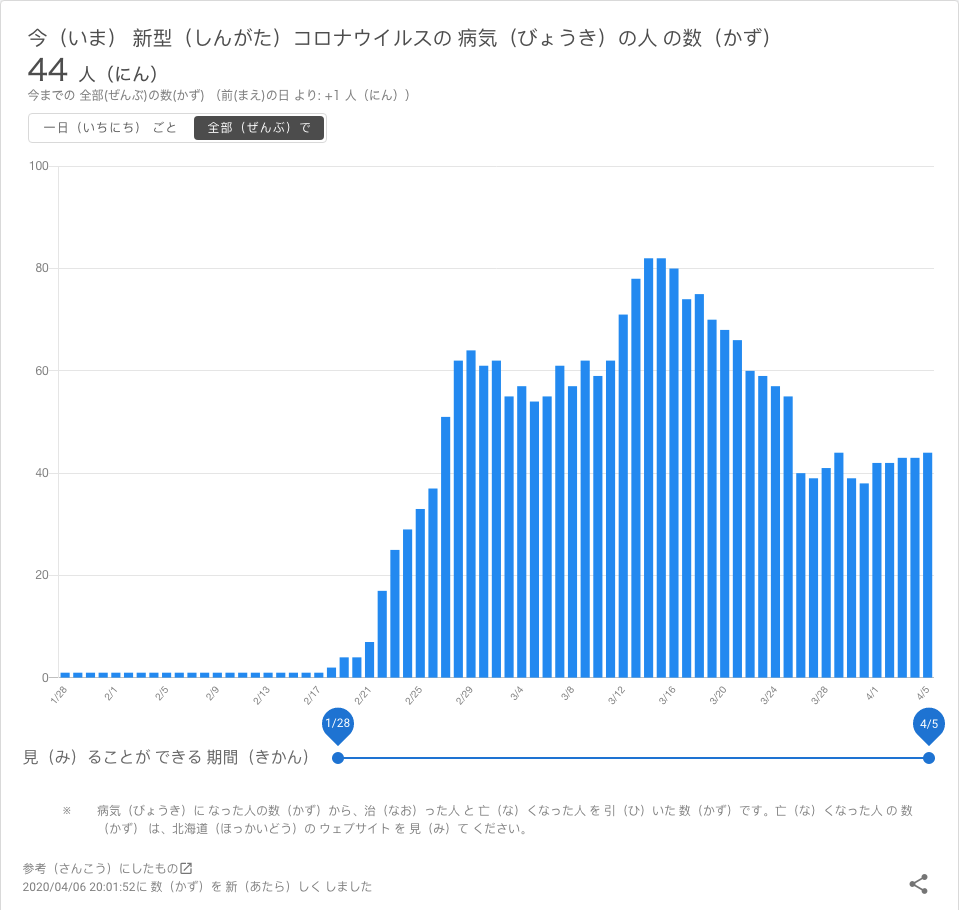 今（いま） 新型（しんがた）コロナウイルスの 病気（びょうき）の人 の数（かず）
44 人（にん）
今までの 全部(ぜんぶ)の数(かず) （前(まえ)の日 より: +1 人（にん））
一日（いちにち） ごと 全部（ぜんぶ）で
100
80
60
40
20
0
1/28 2/1 2/5 2/9 2/13 2/17 2/21 2/25 2/29 3/4 3/8 3/12 3/16 3/20 3/24 3/28 4/1 4/5
1/28 4/5
見（み）ることが できる 期間（きかん）
※ 病気（びょうき）に なった人の数（かず）から、治（なお）った人 と 亡（な）くなった人 を 引（ひ）いた 数（かず）です。亡（な）くなった人 の 数
（かず） は、北海道（ほっかいどう）の ウェブサイト を 見（み）て ください。
参考（さんこう）にしたもの
2020/04/06 20:01:52に 数（かず）を 新（あたら）しく しました